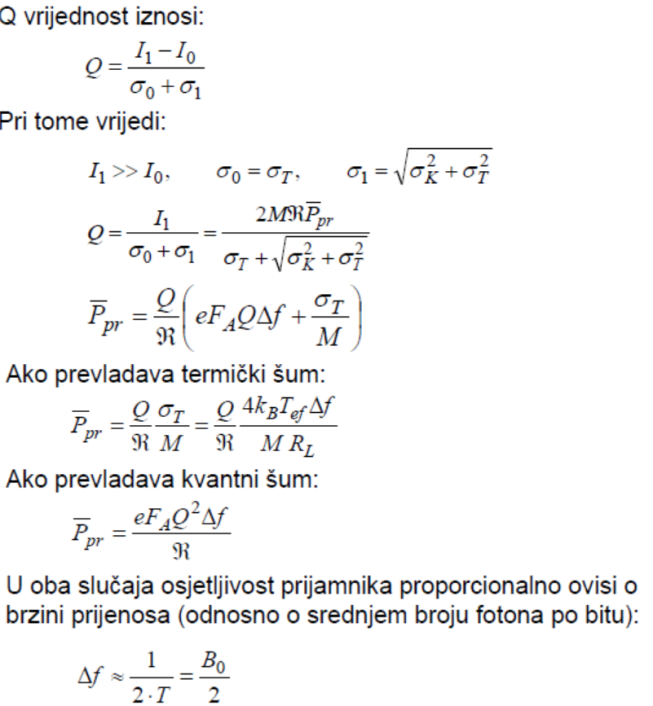 Q vrijednost iznosi:
Q = \frac{I_1 - I_0}{\sigma_0 + \sigma_1}
Pri tome vrijedi:
I_1 >> I_0, \sigma_0 = \sigma_T, \sigma_1 = \sqrt{\sigma_K^2 + \sigma_T^2}
Q = \frac{I_1}{\sigma_0 + \sigma_1} = \frac{2M\Re\overline{P}_{pr}}{\sigma_T + \sqrt{\sigma_K^2 + \sigma_T^2}}
\overline{P}_{pr} = \frac{Q}{\Re}\left(eF_AQ\Delta f + \frac{\sigma_T}{M}\right)
Ako prevladava termički šum:
\overline{P}_{pr} = \frac{Q}{\Re}\frac{\sigma_T}{M} = \frac{Q}{\Re}\frac{4k_BT_{ef}\Delta f}{M R_L}
Ako prevladava kvantni šum:
\overline{P}_{pr} = \frac{eF_AQ^2\Delta f}{\Re}
U oba slučaja osjetljivost prijamnika proporcionalno ovisi o
brzini prijenosa (odnosno o srednjem broju fotona po bitu):
\Delta f \approx \frac{1}{2 \cdot T} = \frac{B_0}{2}